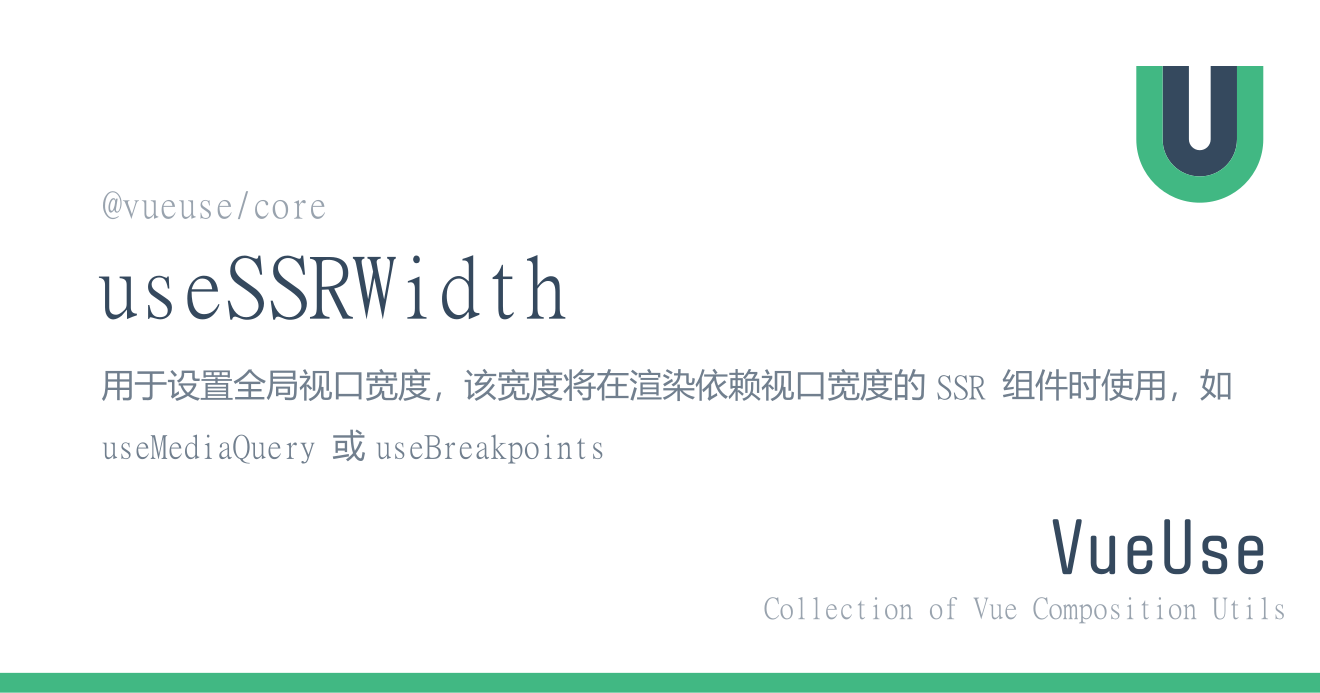 @vueuse/core
useSSRWidth
用于设置全局视口宽度，该宽度将在渲染依赖视口宽度的 SSR 组件时使用，如
useMediaQuery 或 useBreakpoints
VueUse
Collection of Vue Composition Utils